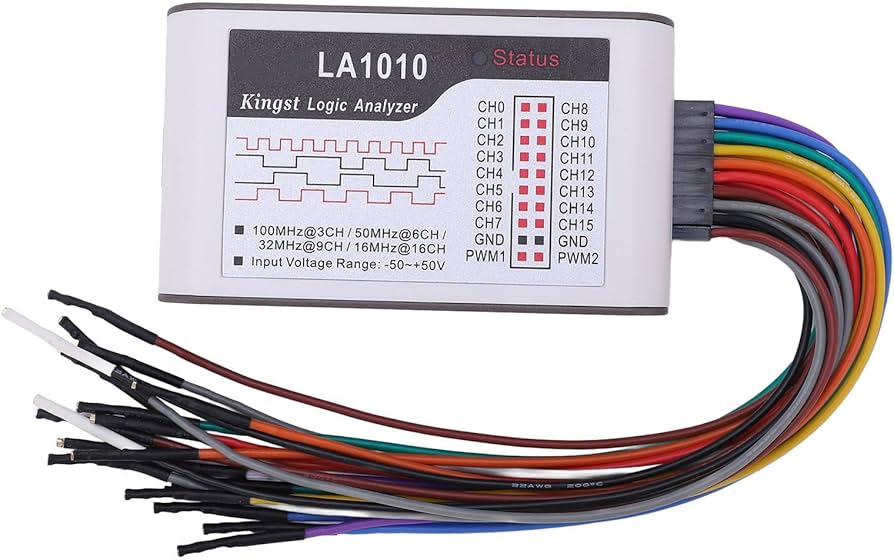 LA1010
Status
Kingst Logic Analyzer
CH0 CH8
CH1 CH9
CH2 CH10
CH3 CH11
CH4 CH12
CH5 CH13
CH6 CH14
CH7 CH15
GND GND
PWM1 PWM2
100MHz@3CH / 50MHz@6CH /
32MHz@9CH / 16MHz@16CH
Input Voltage Range: -50~+50V
22AWG 200°C